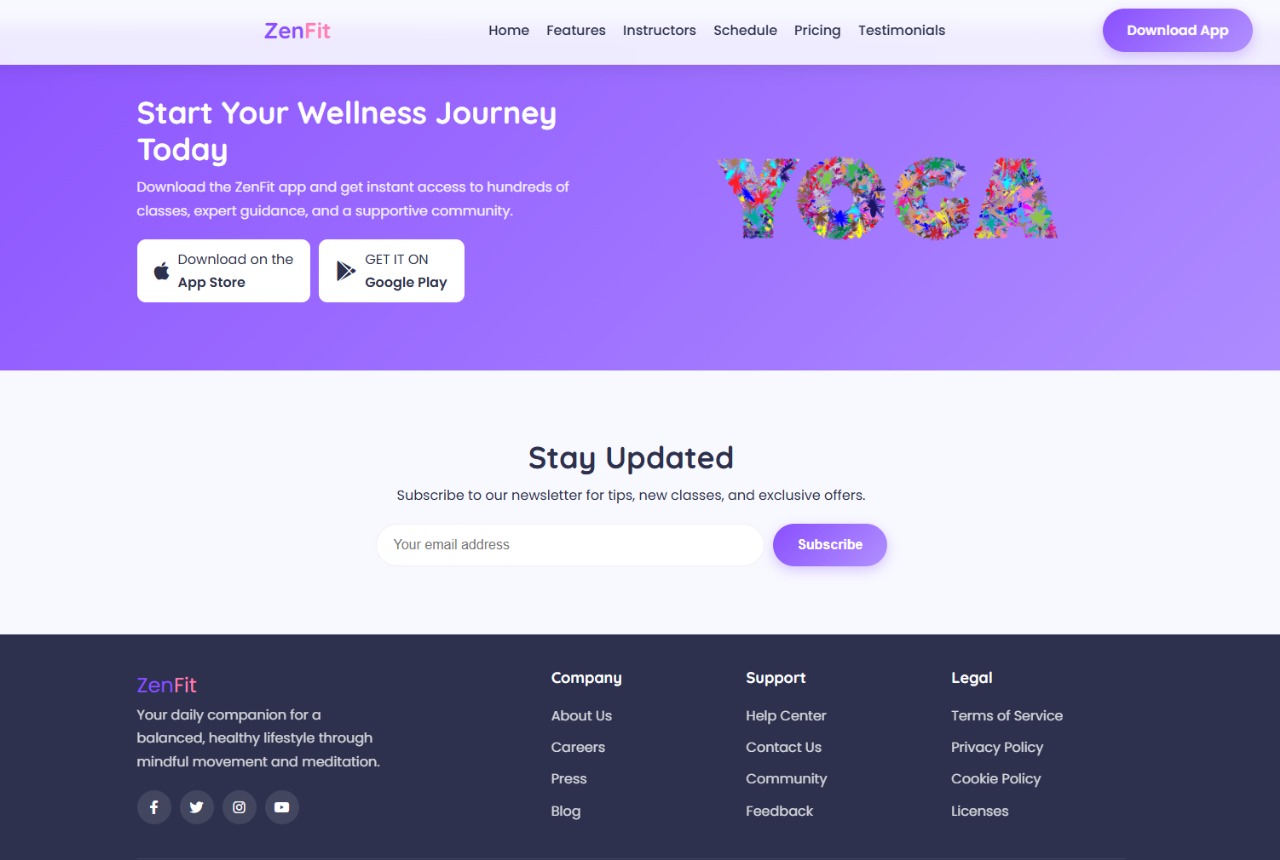 ZenFit
Home Features Instructors Schedule Pricing Testimonials
Download App
Start Your Wellness Journey
Today
Download the ZenFit app and get instant access to hundreds of
classes, expert guidance, and a supportive community.
Download on the
App Store
GET IT ON
Google Play
YOGA
Stay Updated
Subscribe to our newsletter for tips, new classes, and exclusive offers.
Your email address
Subscribe
ZenFit
Your daily companion for a
balanced, healthy lifestyle through
mindful movement and meditation.
Company
About Us
Careers
Press
Blog
Support
Help Center
Contact Us
Community
Feedback
Legal
Terms of Service
Privacy Policy
Cookie Policy
Licenses